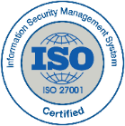 Information Security Management System
ISO
ISO 27001
Certified